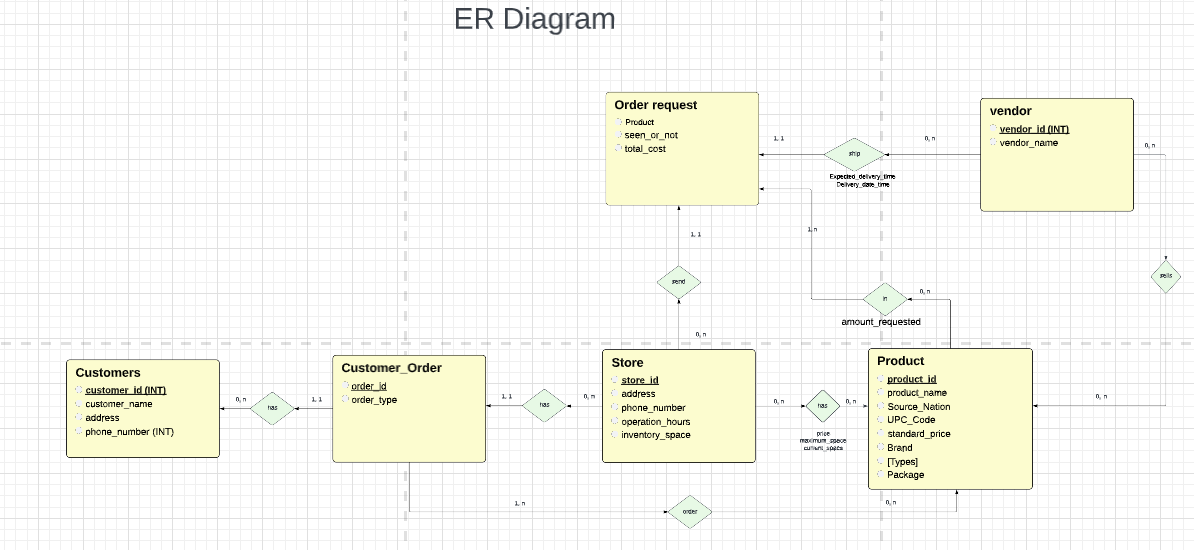 ER Diagram
Order request
Product
seen_or_not
total_cost
1, 1
ship
Expected_delivery_time
Delivery_date_time
0, n
vendor
vendor_id (INT)
vendor_name
0, n
1, 1
1, n
send
sells
in
0, n
amount_requested
0, n
Customers
customer_id (INT)
customer_name
address
phone_number (INT)
0, n
has
1, 1
Customer_Order
order_id
order_type
1, 1
has
0, n
Store
store_id
address
phone_number
operation_hours
inventory_space
0, n
has
0, n
price
maximum_space
current_space
Product
product_id
product_name
Source_Nation
UPC_Code
standard_price
Brand
[Types]
Package
0, n
1, n
order
0, n